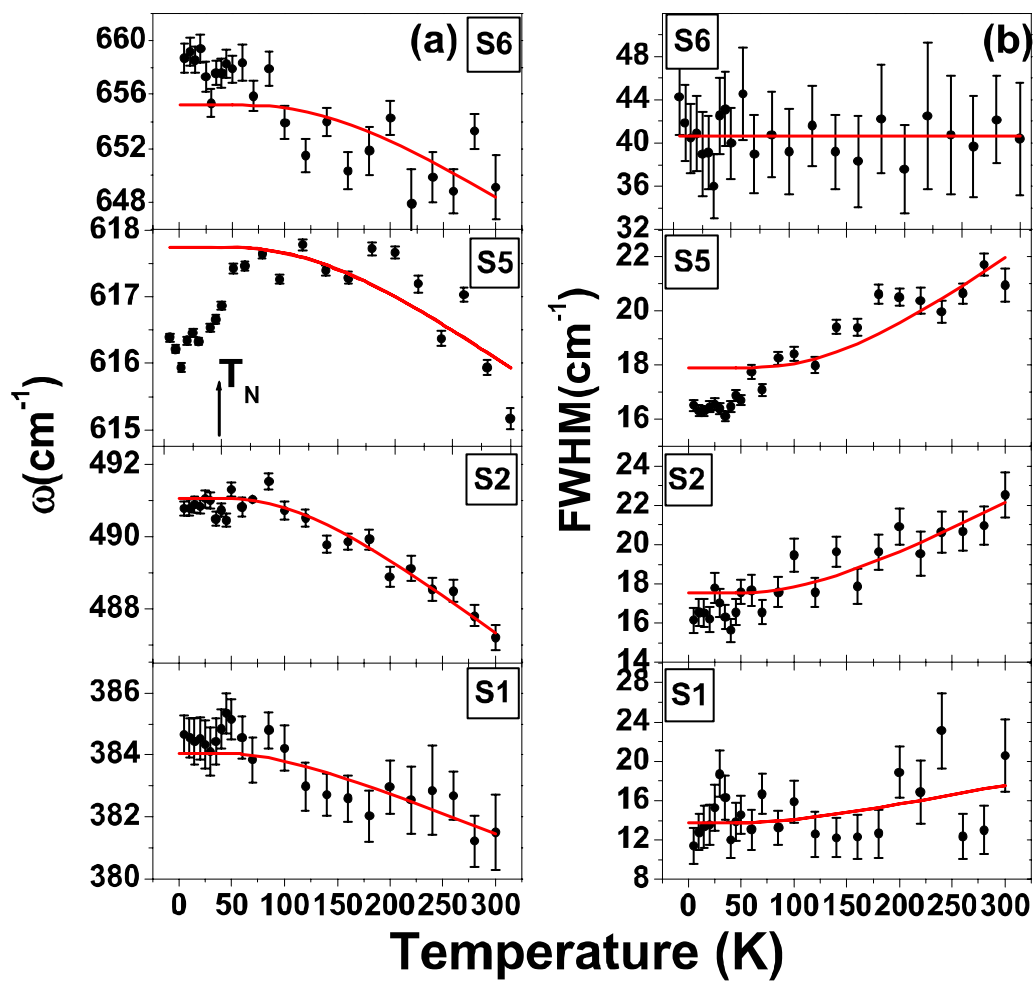 (a)
S6
660
656
652
648
618
S5
617
616
615
T N
492
S2
490
488
486
S1
384
382
380
ω(cm-1)
0 50 100 150 200 250 300
(b)
S6
48
44
40
36
32
S5
22
20
18
16
24
S2
22
20
18
16
14
28
S1
24
20
16
12
8
FWHM(cm-1)
0 50 100 150 200 250 300
Temperature (K)